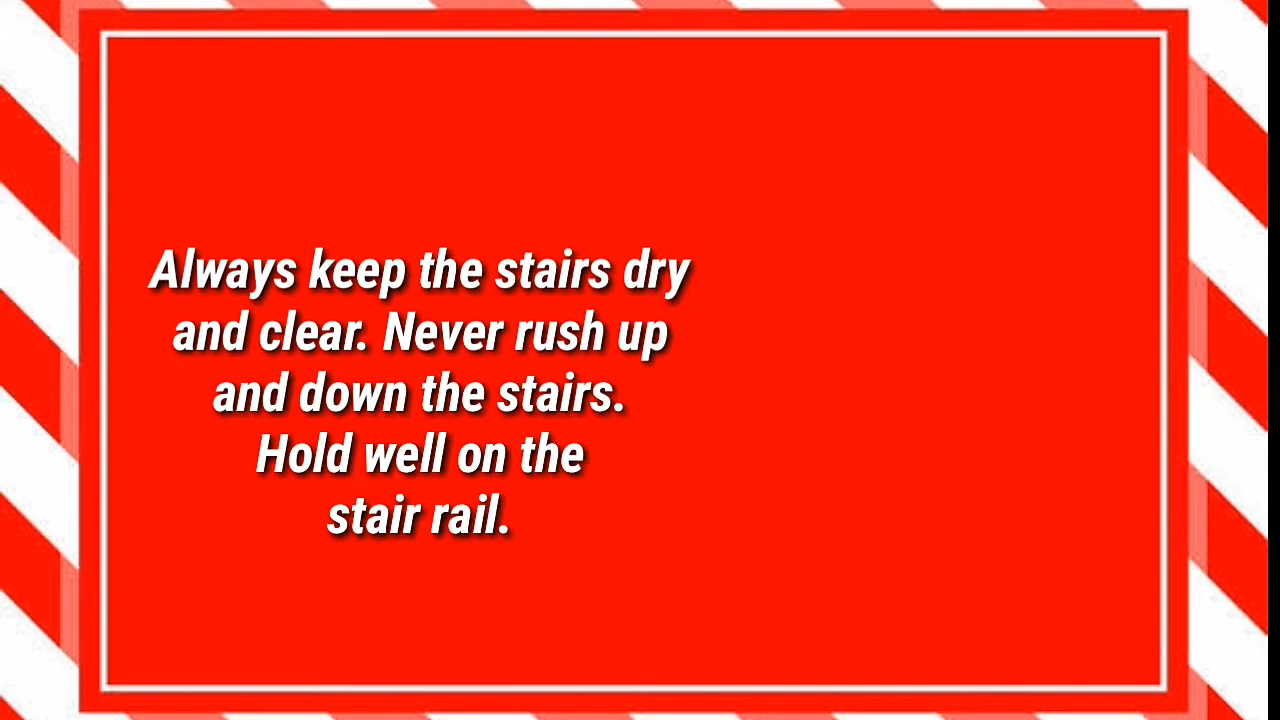 Always keep the stairs dry
and clear. Never rush up
and down the stairs.
Hold well on the
stair rail.